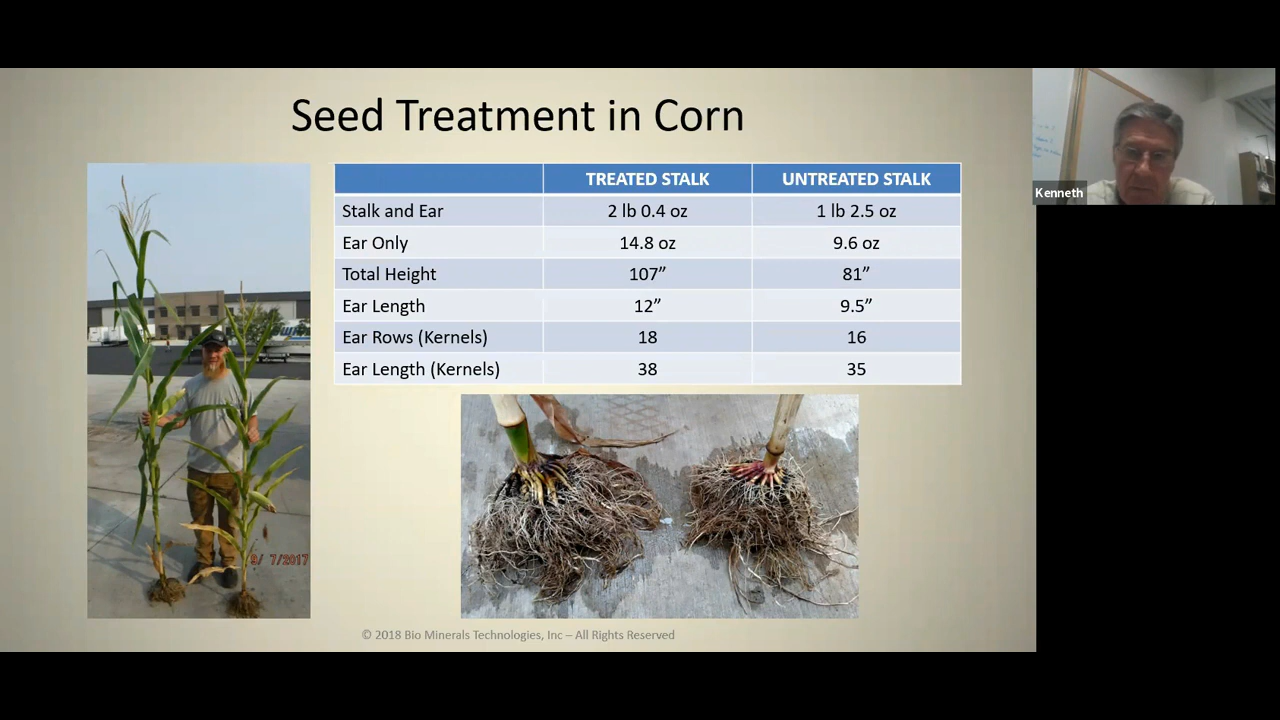 Seed Treatment in Corn
TREATED STALK UNTREATED STALK
Stalk and Ear 2 lb 0.4 oz 1 lb 2.5 oz
Ear Only 14.8 oz 9.6 oz
Total Height 107” 81”
Ear Length 12” 9.5”
Ear Rows (Kernels) 18 16
Ear Length (Kernels) 38 35
9/ 7/2017
© 2018 Bio Minerals Technologies, Inc – All Rights Reserved
Kenneth